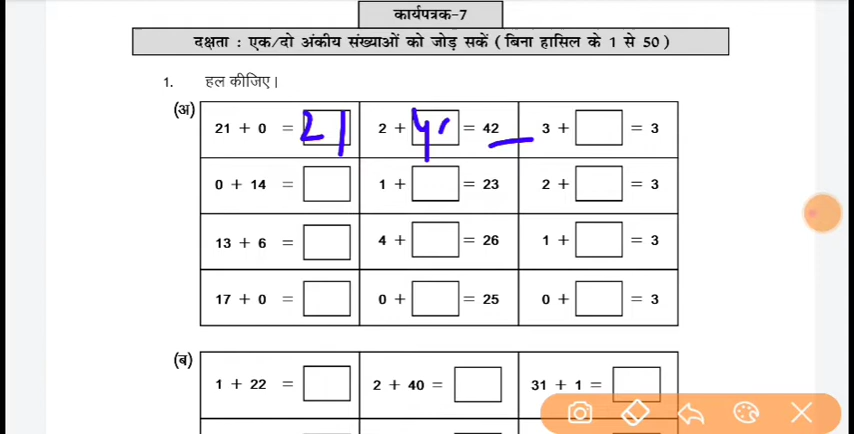 कार्यपत्रक-7
दक्षता : एक/दो अंकीय संख्याओं को जोड़ सकें ( बिना हासिल के 1 से 50 )
1. हल कीजिए।
(अ)
21 + 0 = 21 2 + = 42 3 + = 3
0 + 14 = 1 + = 23 2 + = 3
13 + 6 = 4 + = 26 1 + = 3
17 + 0 = 0 + = 25 0 + = 3
(ब)
1 + 22 = 2 + 40 = 31 + 1 =